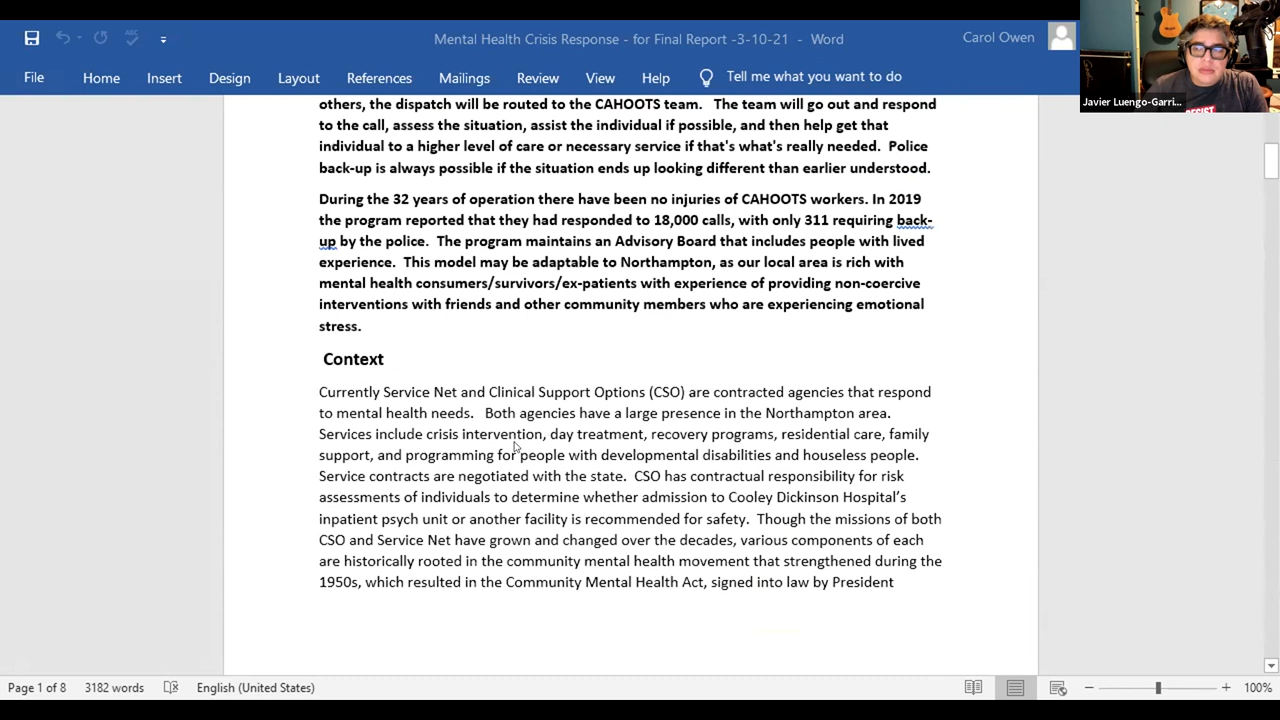 Mental Health Crisis Response - for Final Report -3-10-21 - Word
Carol Owen
File Home Insert Design Layout References Mailings Review View Help Tell me what you want to do
Javier Luengo-Garri...
others, the dispatch will be routed to the CAHOOTS team. The team will go out and respond
to the call, assess the situation, assist the individual if possible, and then help get that
individual to a higher level of care or necessary service if that's what's really needed. Police
back-up is always possible if the situation ends up looking different than earlier understood.
During the 32 years of operation there have been no injuries of CAHOOTS workers. In 2019
the program reported that they had responded to 18,000 calls, with only 311 requiring back-
up by the police. The program maintains an Advisory Board that includes people with lived
experience. This model may be adaptable to Northampton, as our local area is rich with
mental health consumers/survivors/ex-patients with experience of providing non-coercive
interventions with friends and other community members who are experiencing emotional
stress.
Context
Currently Service Net and Clinical Support Options (CSO) are contracted agencies that respond
to mental health needs. Both agencies have a large presence in the Northampton area.
Services include crisis intervention, day treatment, recovery programs, residential care, family
support, and programming for people with developmental disabilities and houseless people.
Service contracts are negotiated with the state. CSO has contractual responsibility for risk
assessments of individuals to determine whether admission to Cooley Dickinson Hospital's
inpatient psych unit or another facility is recommended for safety. Though the missions of both
CSO and Service Net have grown and changed over the decades, various components of each
are historically rooted in the community mental health movement that strengthened during the
1950s, which resulted in the Community Mental Health Act, signed into law by President
Page 1 of 8 3182 words English (United States) 100%